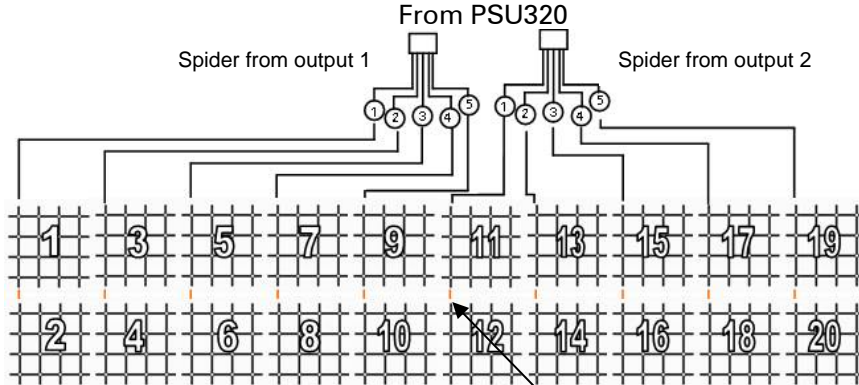 From PSU320
Spider from output 1
Spider from output 2
1 2 3 4 5
1 2 3 4 5
1 3 5 7 9 11 13 15 17 19
2 4 6 8 10 12 14 16 18 20